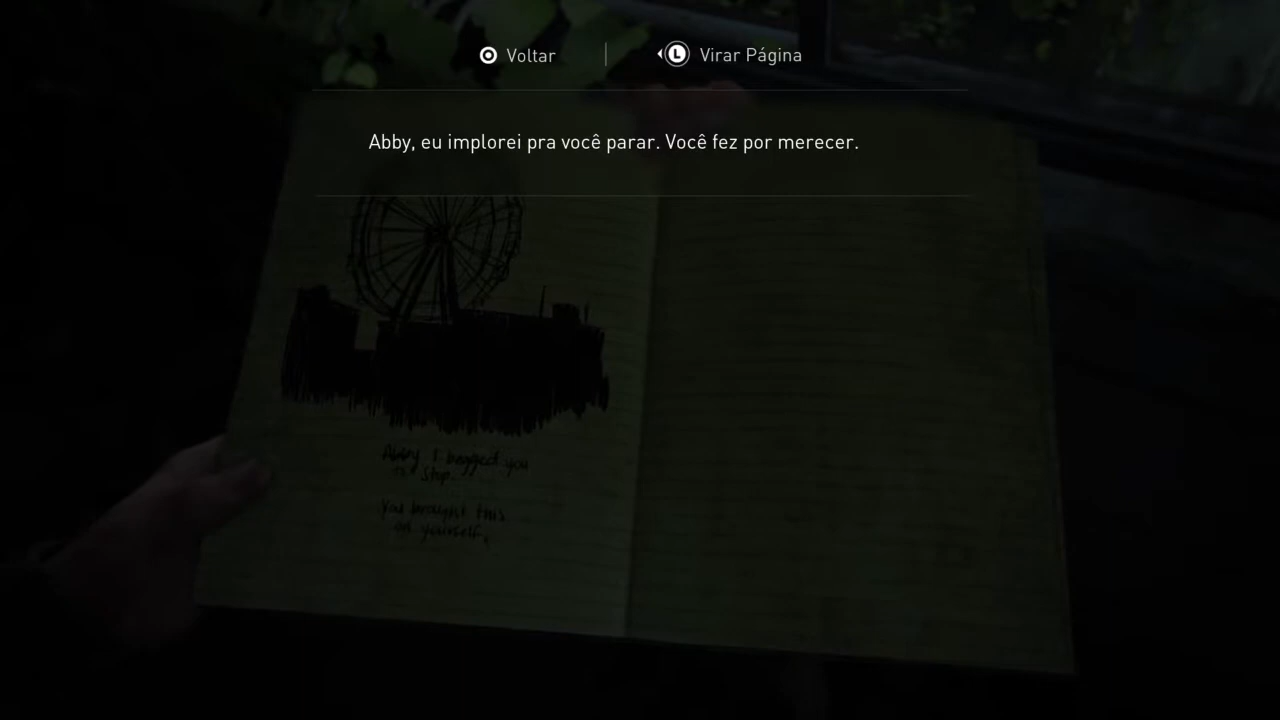 Voltar
L Virar Página
Abby, eu implorei pra você parar. Você fez por merecer.
Abby I begged you
to stop.
You brought this
on yourself.